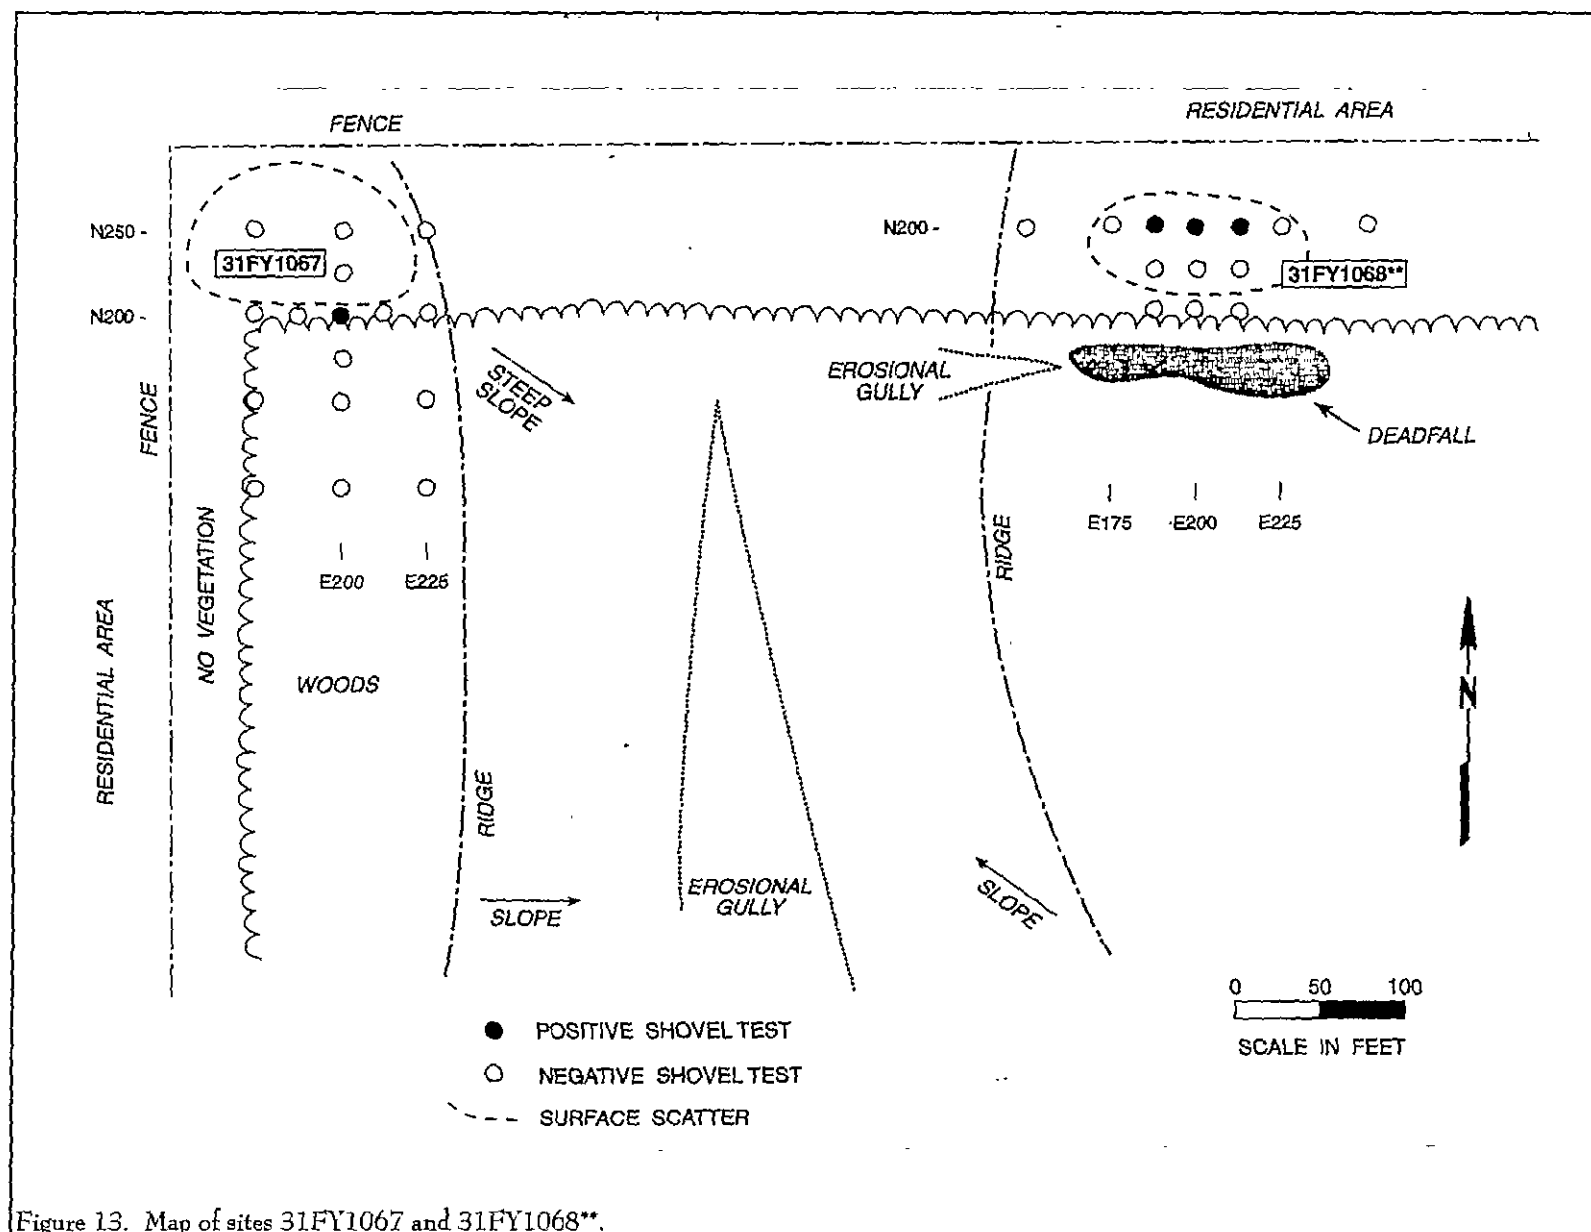 FENCE
RESIDENTIAL AREA
N250 -
N200 -
31FY1067
31FY1068**
N200 -
STEEP
SLOPE
EROSIONAL
GULLY
DEADFALL
FENCE
E175
E200
E225
E200
E225
RIDGE
NO VEGETATION
WOODS
RESIDENTIAL AREA
N
RIDGE
EROSIONAL
GULLY
SLOPE
SLOPE
0 50 100
SCALE IN FEET
POSITIVE SHOVEL TEST
NEGATIVE SHOVEL TEST
SURFACE SCATTER
Figure 13. Map of sites 31FY1067 and 31FY1068**.